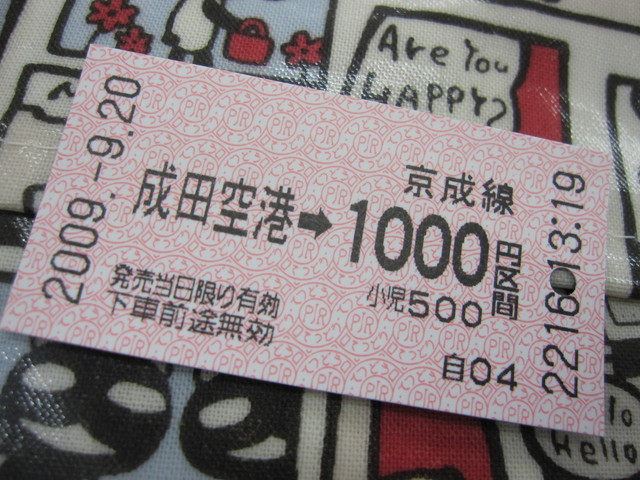 Are You
HAPPY?
2009.-9.20
京成線
成田空港➡1000円区間
小児500
発売当日限り有効
下車前途無効
自04
2216 13:19
Hello